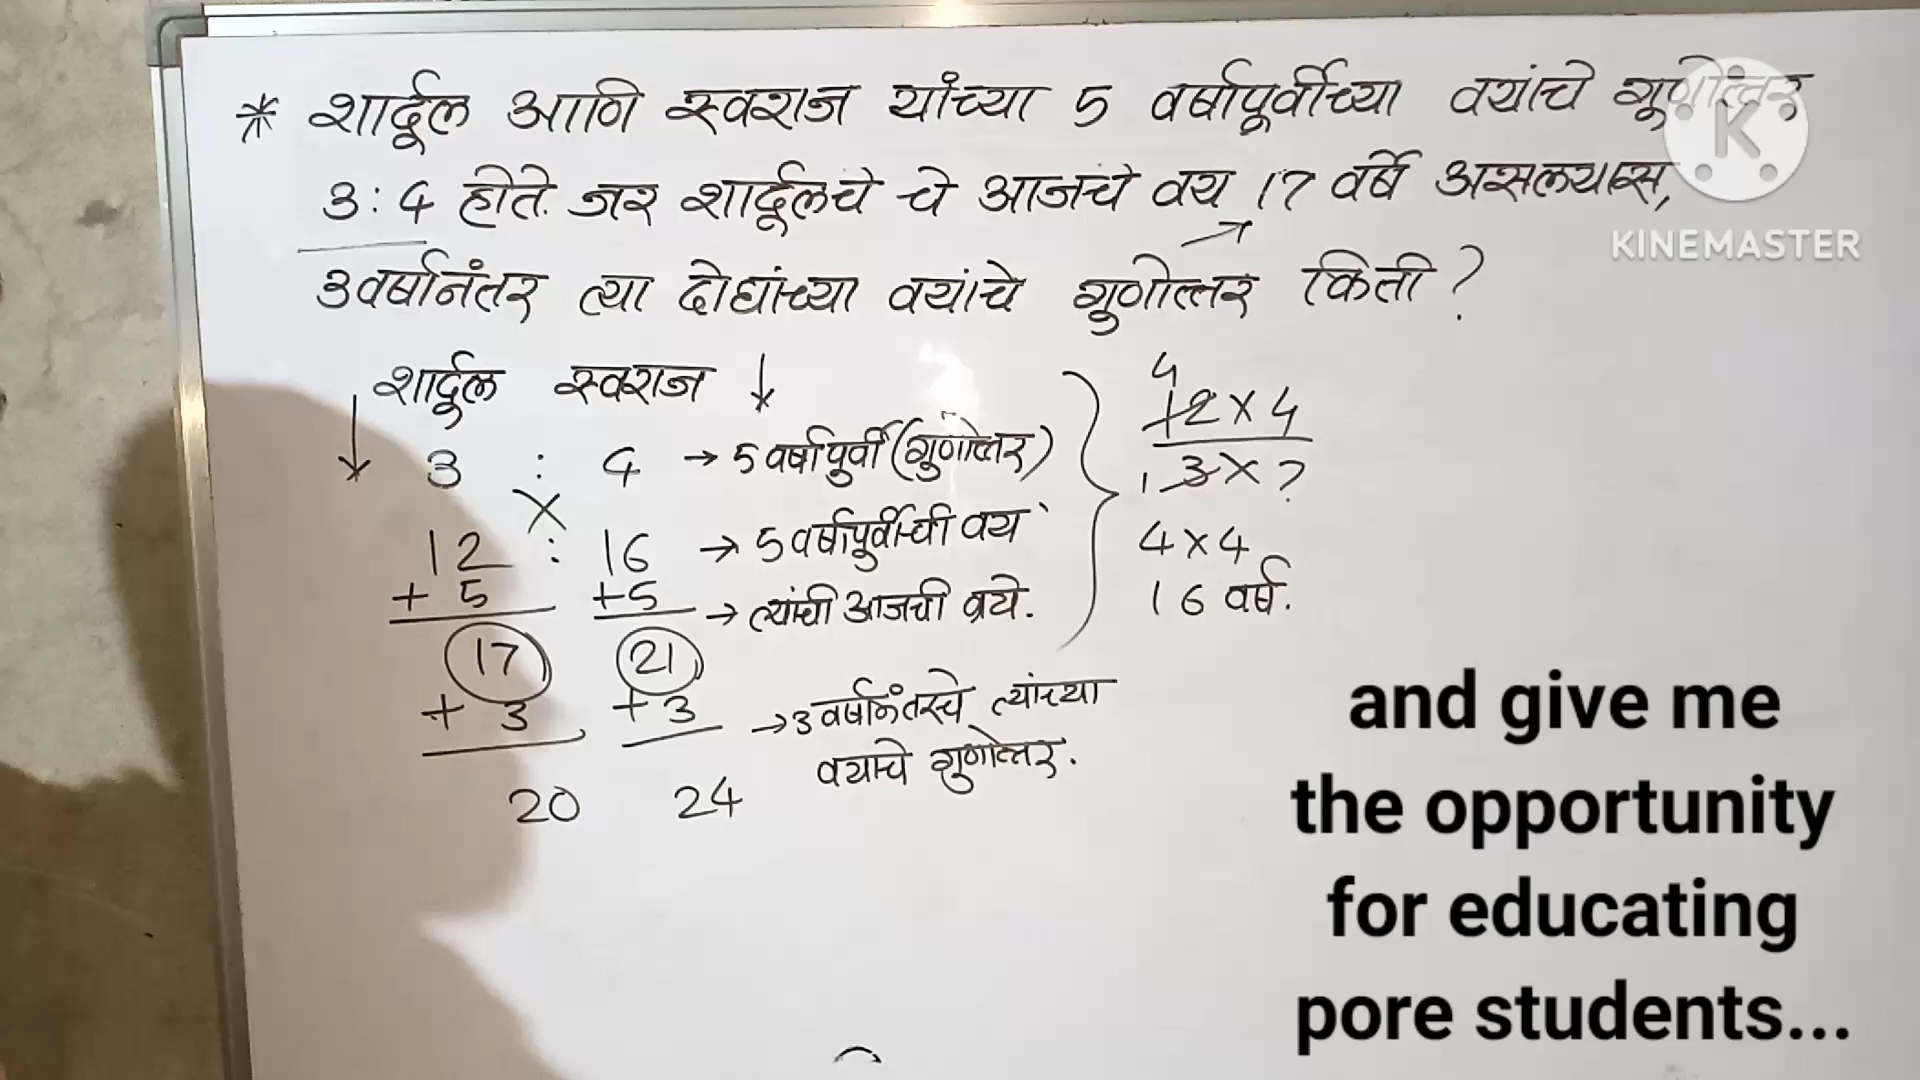 * शार्दूल आणि स्वराज यांच्या 5 वर्षापूर्वीच्या वयांचे गुणोत्तर
3 : 4 होते. जर शार्दूलचे चे आजचे वय 17 वर्षे असल्यास,
3 वर्षानंतर त्या दोघांच्या वयांचे गुणोत्तर किती?
शार्दूल स्वराज ↓
↓ 3 : 4 → 5 वर्षापुर्वी (गुणोत्तर)
×
12 : 16 → 5 वर्षापुर्वीची वय
+ 5 +5 → त्यांची आजची वये.
17 21
+ 3 +3 → 3 वर्षानंतरचे त्यांच्या
वयाचे गुणोत्तर.
20 24
4
12 × 4
1 3 × ?
4 × 4
16 वर्ष.
K
KINEMASTER
and give me
the opportunity
for educating
pore students...